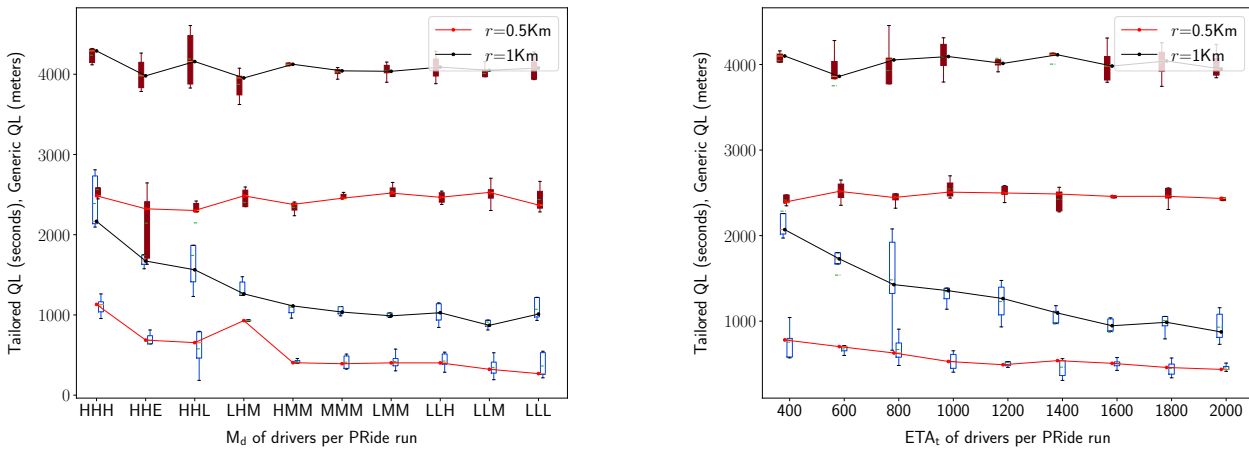 Tailored QL (seconds), Generic QL (meters)
4000
3000
2000
1000
0
HHH HHE HHL LHM HMM MMM LMM LLH LLM LLL
M_d of drivers per PRide run
r=0.5Km
r=1Km
Tailored QL (seconds), Generic QL (meters)
4000
3000
2000
1000
400 600 800 1000 1200 1400 1600 1800 2000
ETA_t of drivers per PRide run
r=0.5Km
r=1Km